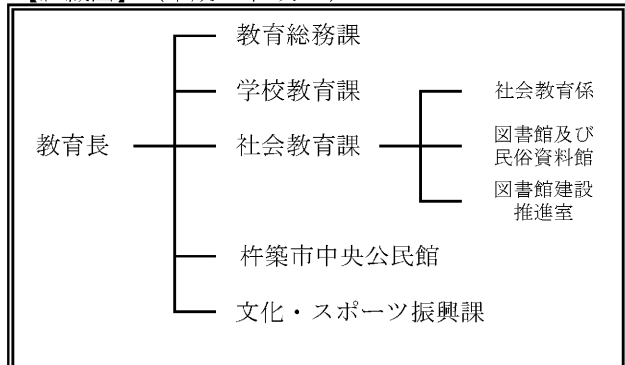 教育総務課
学校教育課
社会教育係
教育長
社会教育課
図書館及び
民俗資料館
図書館建設
推進室
杵築市中央公民館
文化・スポーツ振興課